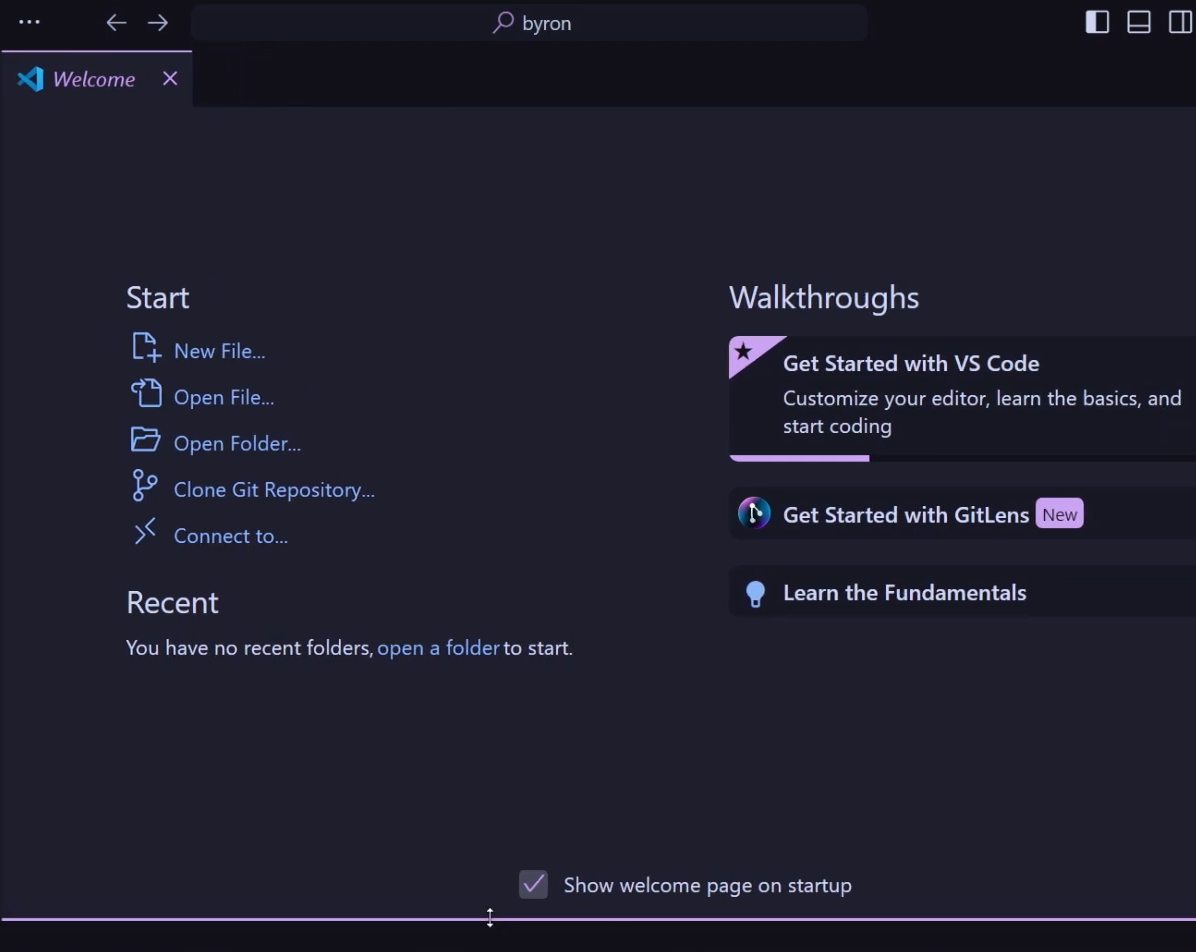 byron
Welcome
Start
New File...
Open File...
Open Folder...
Clone Git Repository...
Connect to...
Recent
You have no recent folders, open a folder to start.
Walkthroughs
Get Started with VS Code
Customize your editor, learn the basics, and
start coding
Get Started with GitLens New
Learn the Fundamentals
Show welcome page on startup